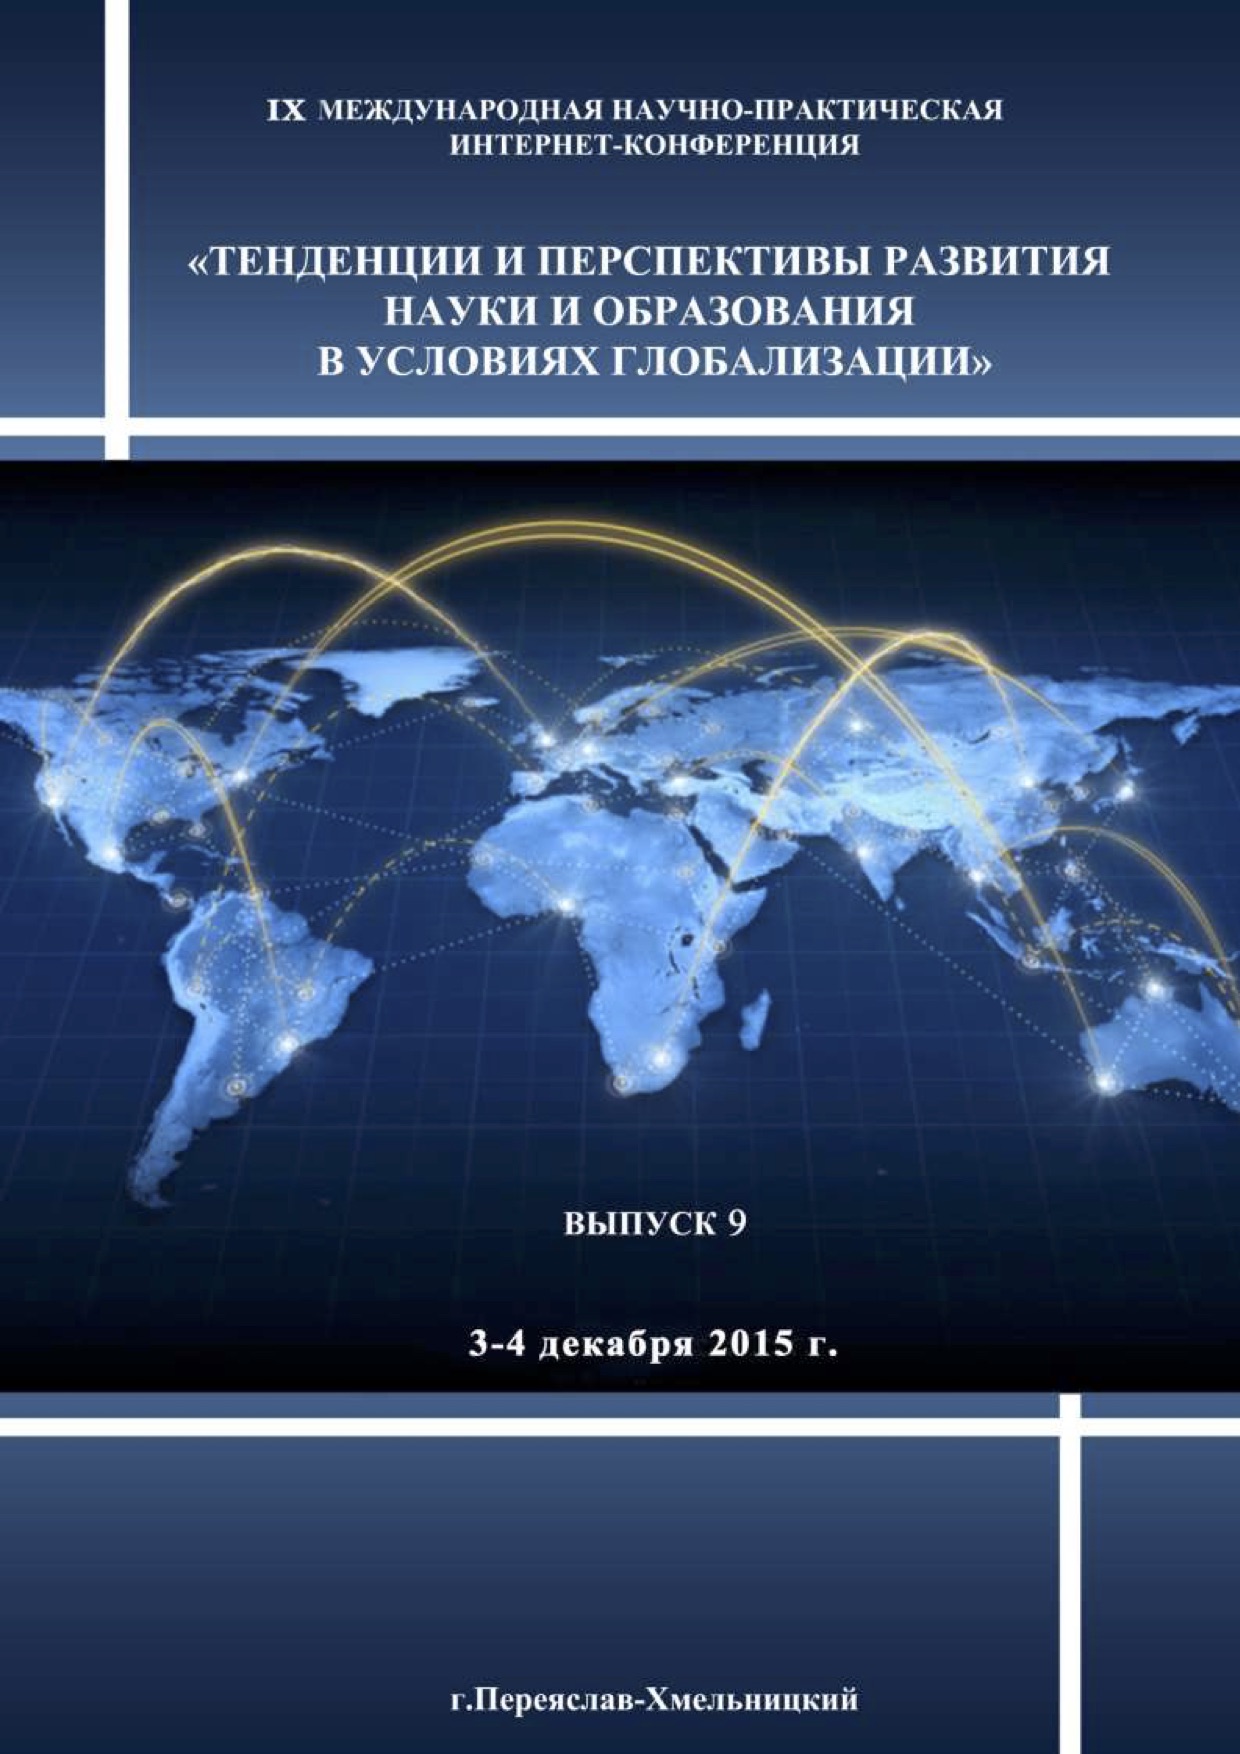 IX МЕЖДУНАРОДНАЯ НАУЧНО-ПРАКТИЧЕСКАЯ
ИНТЕРНЕТ-КОНФЕРЕНЦИЯ
«ТЕНДЕНЦИИ И ПЕРСПЕКТИВЫ РАЗВИТИЯ
НАУКИ И ОБРАЗОВАНИЯ
В УСЛОВИЯХ ГЛОБАЛИЗАЦИИ»
ВЫПУСК 9
3-4 декабря 2015 г.
г.Переяслав-Хмельницкий